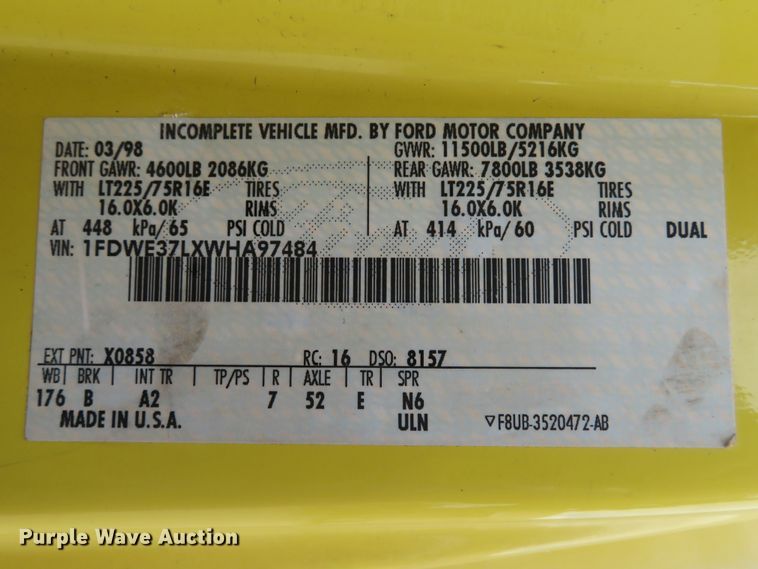 INCOMPLETE VEHICLE MFD. BY FORD MOTOR COMPANY
DATE: 03/98 GVWR: 11500LB/5216KG
FRONT GAWR: 4600LB 2086KG REAR GAWR: 7800LB 3538KG
WITH LT225/75R16E TIRES WITH LT225/75R16E TIRES
16.0X6.0K RIMS 16.0X6.0K RIMS
AT 448 kPa/ 65 PSI COLD AT 414 kPa/ 60 PSI COLD DUAL
VIN: 1FDWE37LXWHA97484
EXT PNT: X0858 RC: 16 DSO: 8157
WB BRK INT TR TP/PS R AXLE TR SPR
176 B A2 7 52 E N6
MADE IN U.S.A. ULN ▽F8UB-3520472-AB
Purple Wave Auction